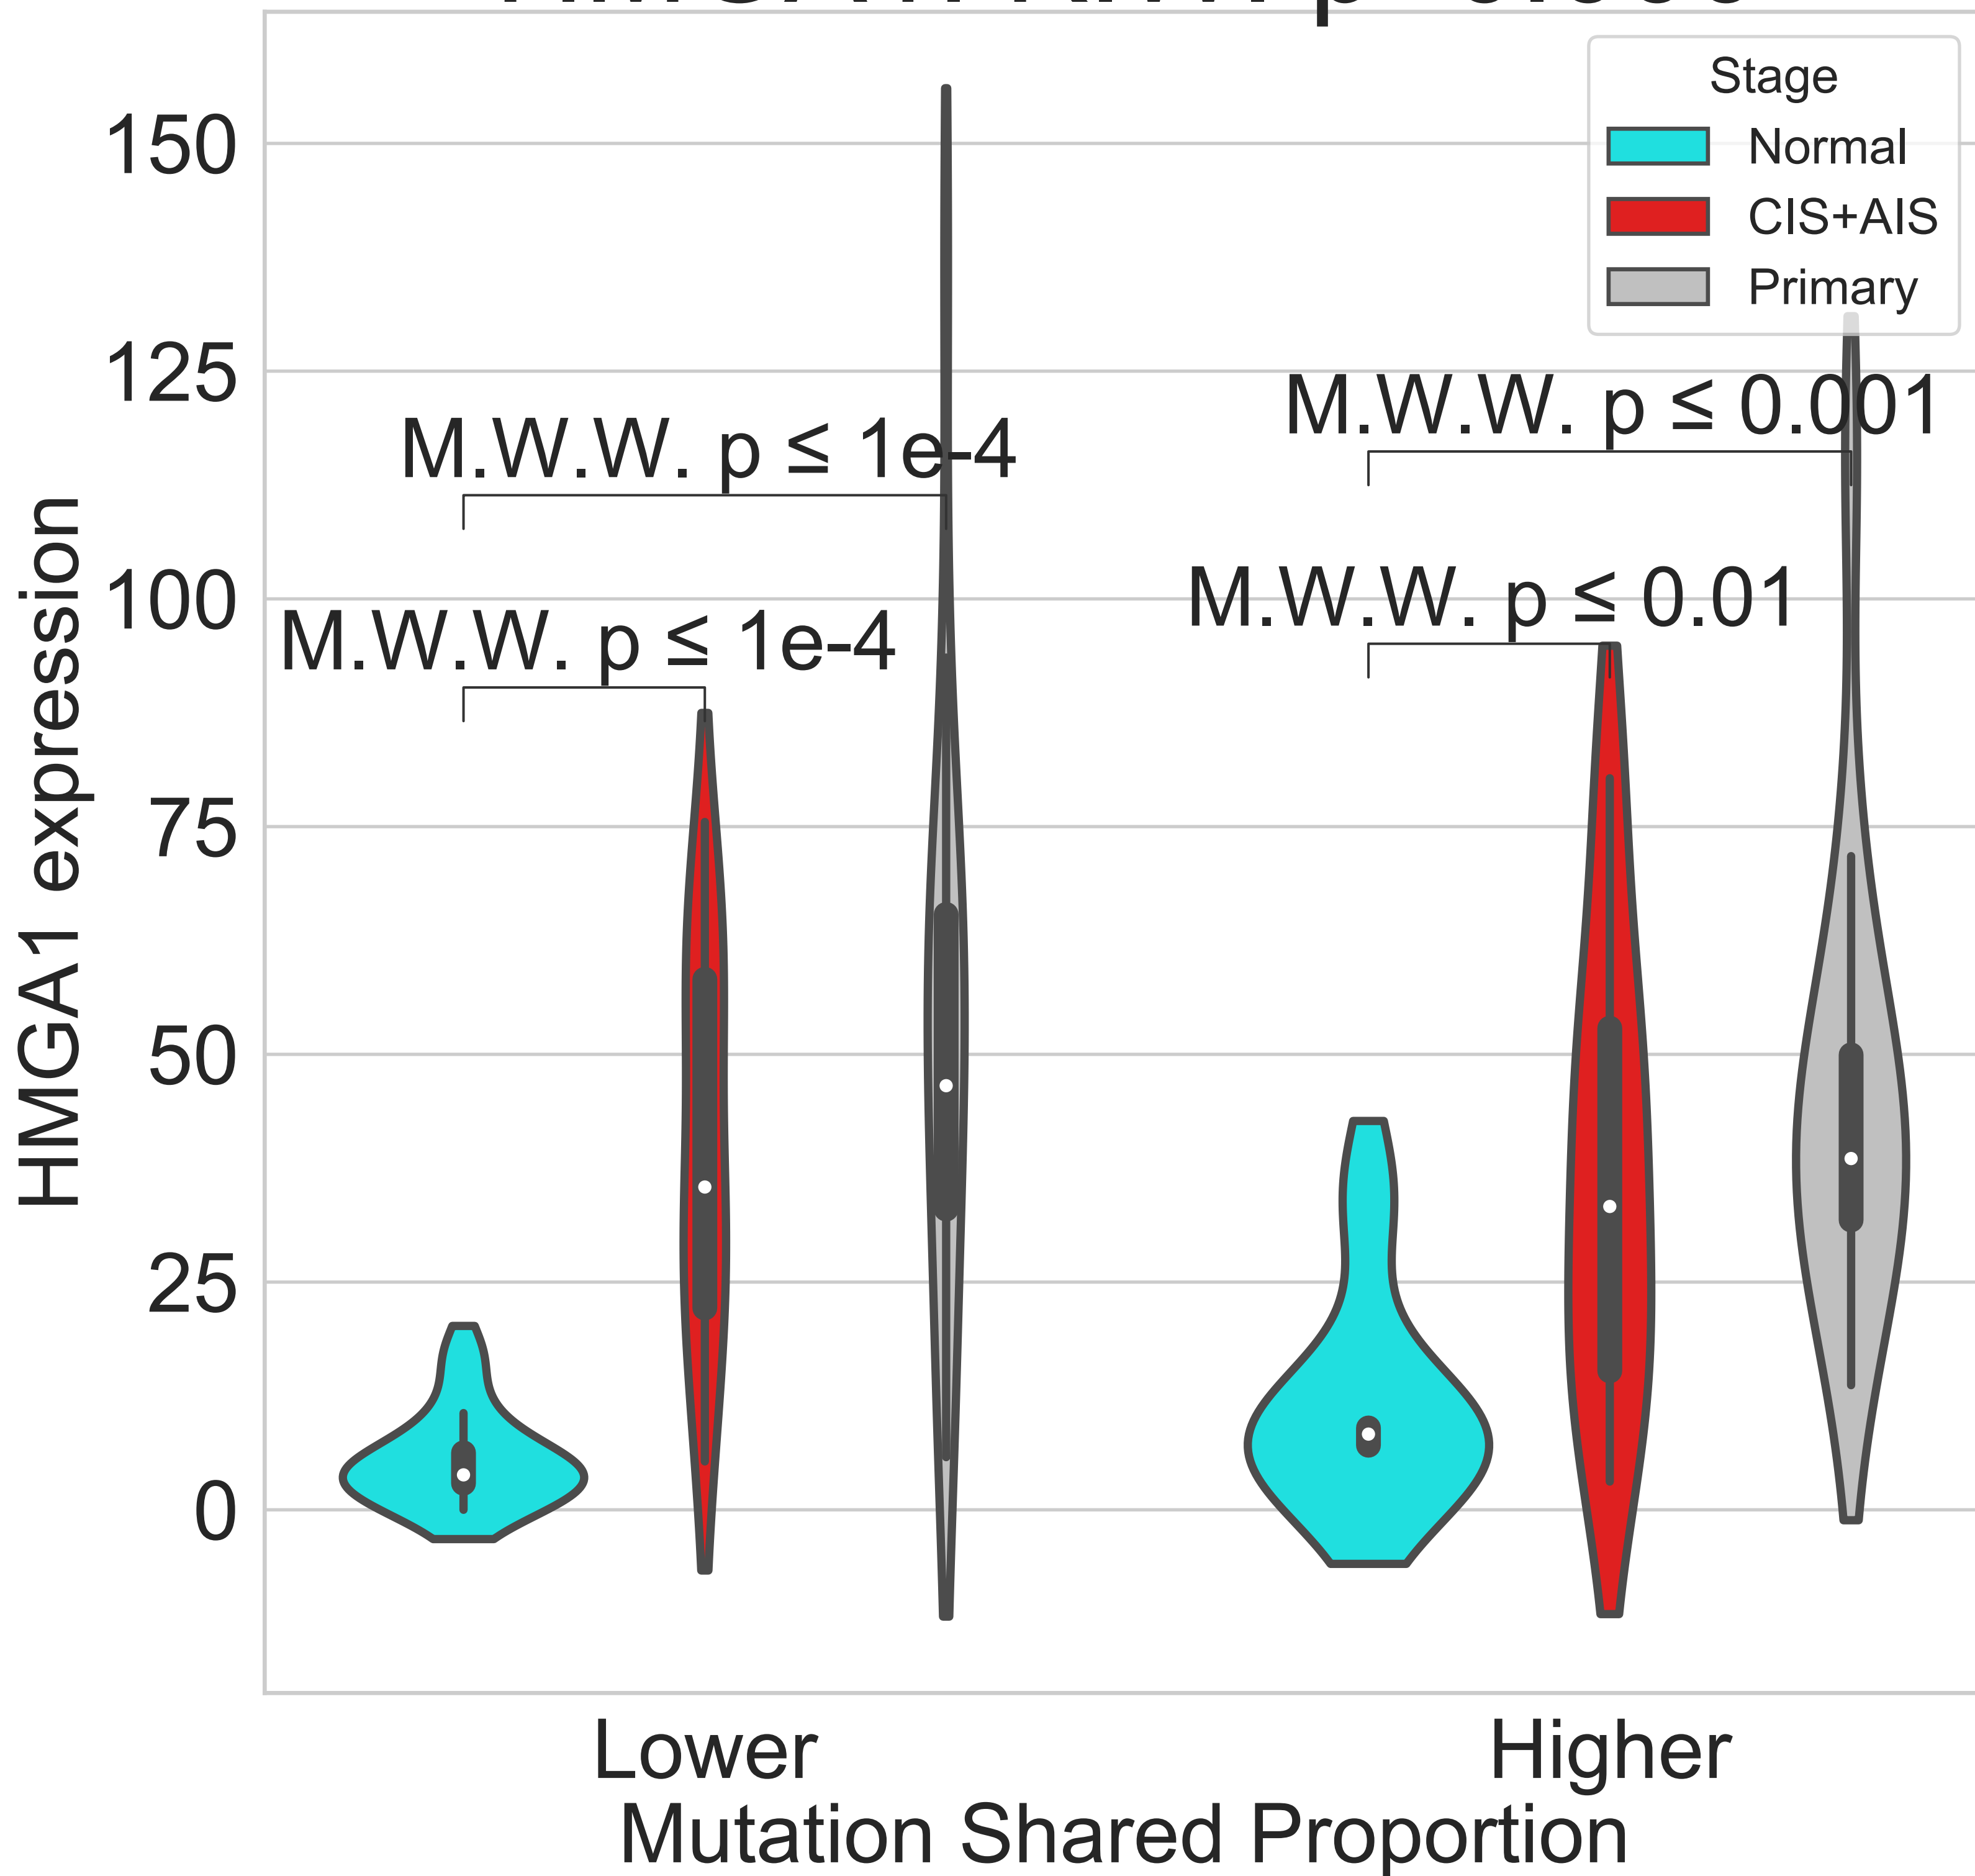 Stage
Normal
CIS+AIS
Primary
150
125
100
75
50
25
0
HMGA1 expression
M.W.W. p ≤ 1e-4
M.W.W. p ≤ 0.001
M.W.W. p ≤ 1e-4
M.W.W. p ≤ 0.01
Lower
Higher
Mutation Shared Proportion